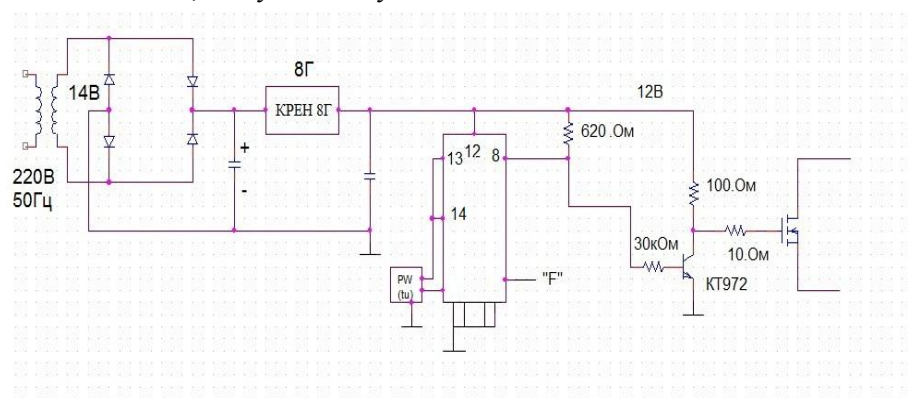 14В
220В
50Гц
+
-
8Г
КРЕН 8Г
13
12
8
14
PW
(tu)
"F"
620 .Ом
12В
100.Ом
30кОм
10.Ом
КТ972